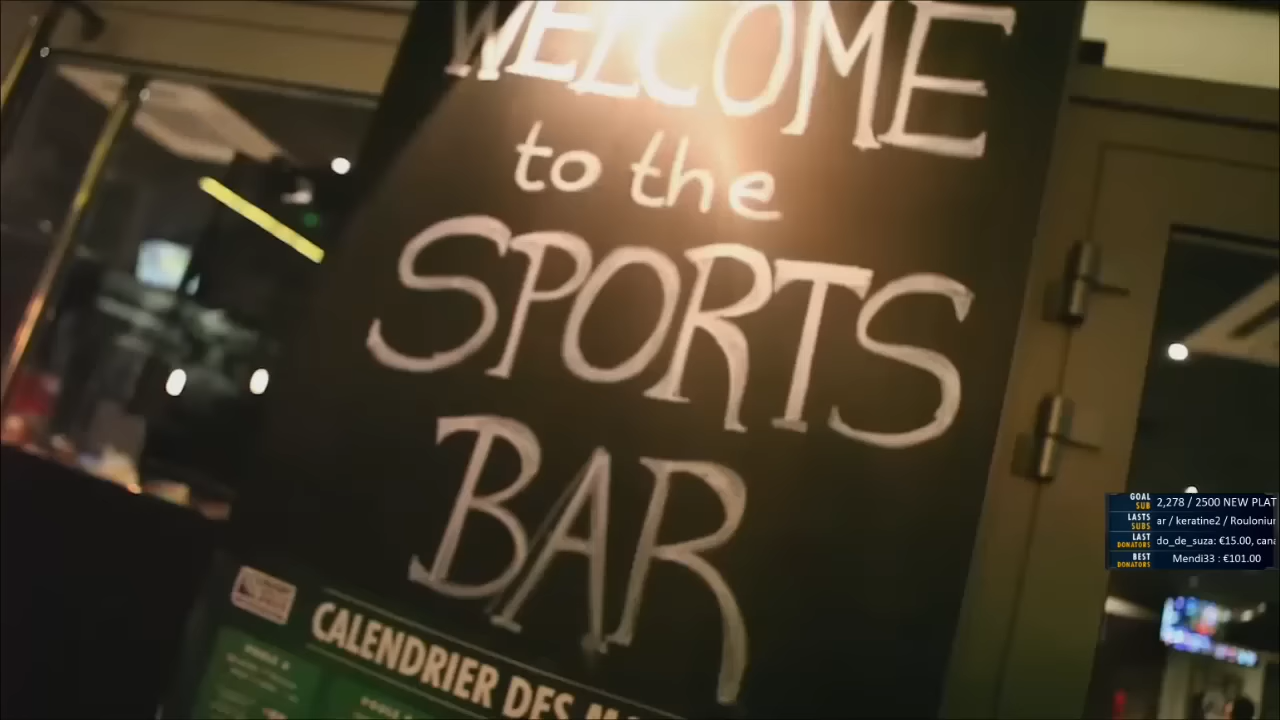 WELCOME
to the
SPORTS
BAR
CALENDRIER DES
GOAL SUB 2,278 / 2500 NEW PLAT
LASTS SUBS ar / keratine2 / Rouloniur
LAST DONATORS do_de_suza: €15.00, cana
BEST DONATORS Mendi33 : €101.00